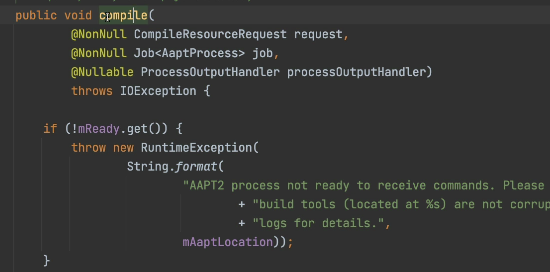 public void compile(
@NonNull CompileResourceRequest request,
@NonNull Job<AaptProcess> job,
@Nullable ProcessOutputHandler processOutputHandler)
throws IOException {
if (!mReady.get()) {
throw new RuntimeException(
String.format(
"AAPT2 process not ready to receive commands. Please
+ "build tools (located at %s) are not corrup
+ "logs for details.",
mAaptLocation));
}